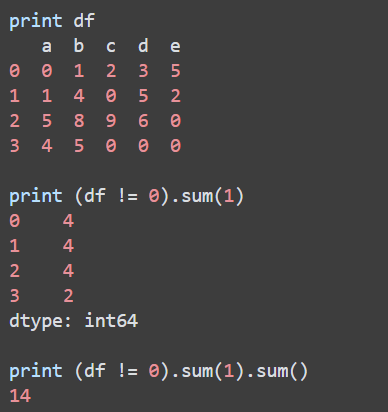 print df
   a  b  c  d  e
0  0  1  2  3  5
1  1  4  0  5  2
2  5  8  9  6  0
3  4  5  0  0  0
print (df != 0).sum(1)
0    4
1    4
2    4
3    2
dtype: int64
print (df != 0).sum(1).sum()
14